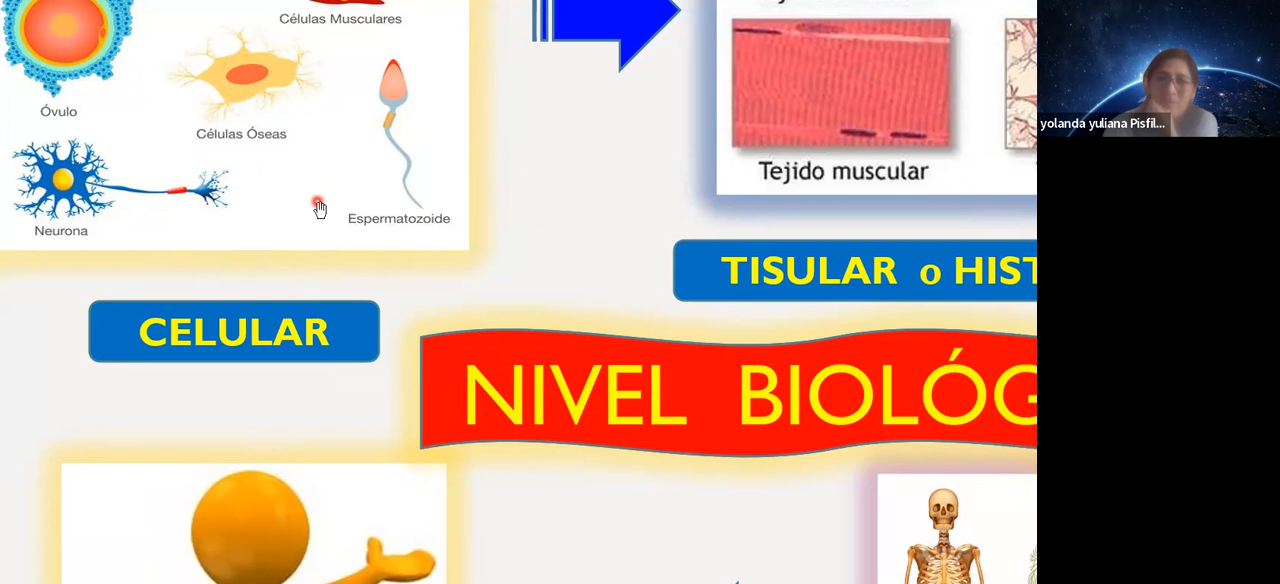 Células Musculares
Óvulo
Células Óseas
Neurona
Espermatozoide
Tejido muscular
yolanda yuliana Pisfil...
TISULAR o HIST
CELULAR
NIVEL BIOLÓG